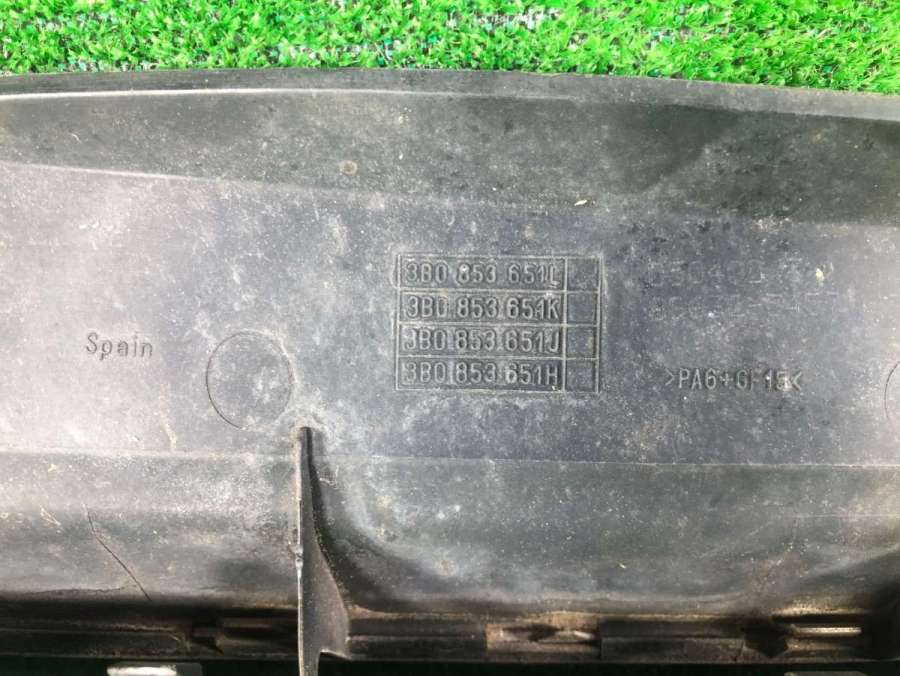 3B0 853 651L
3B0 853 651K
3B0 853 651J
3B0 853 651H
Spain
>PA6+GF15<